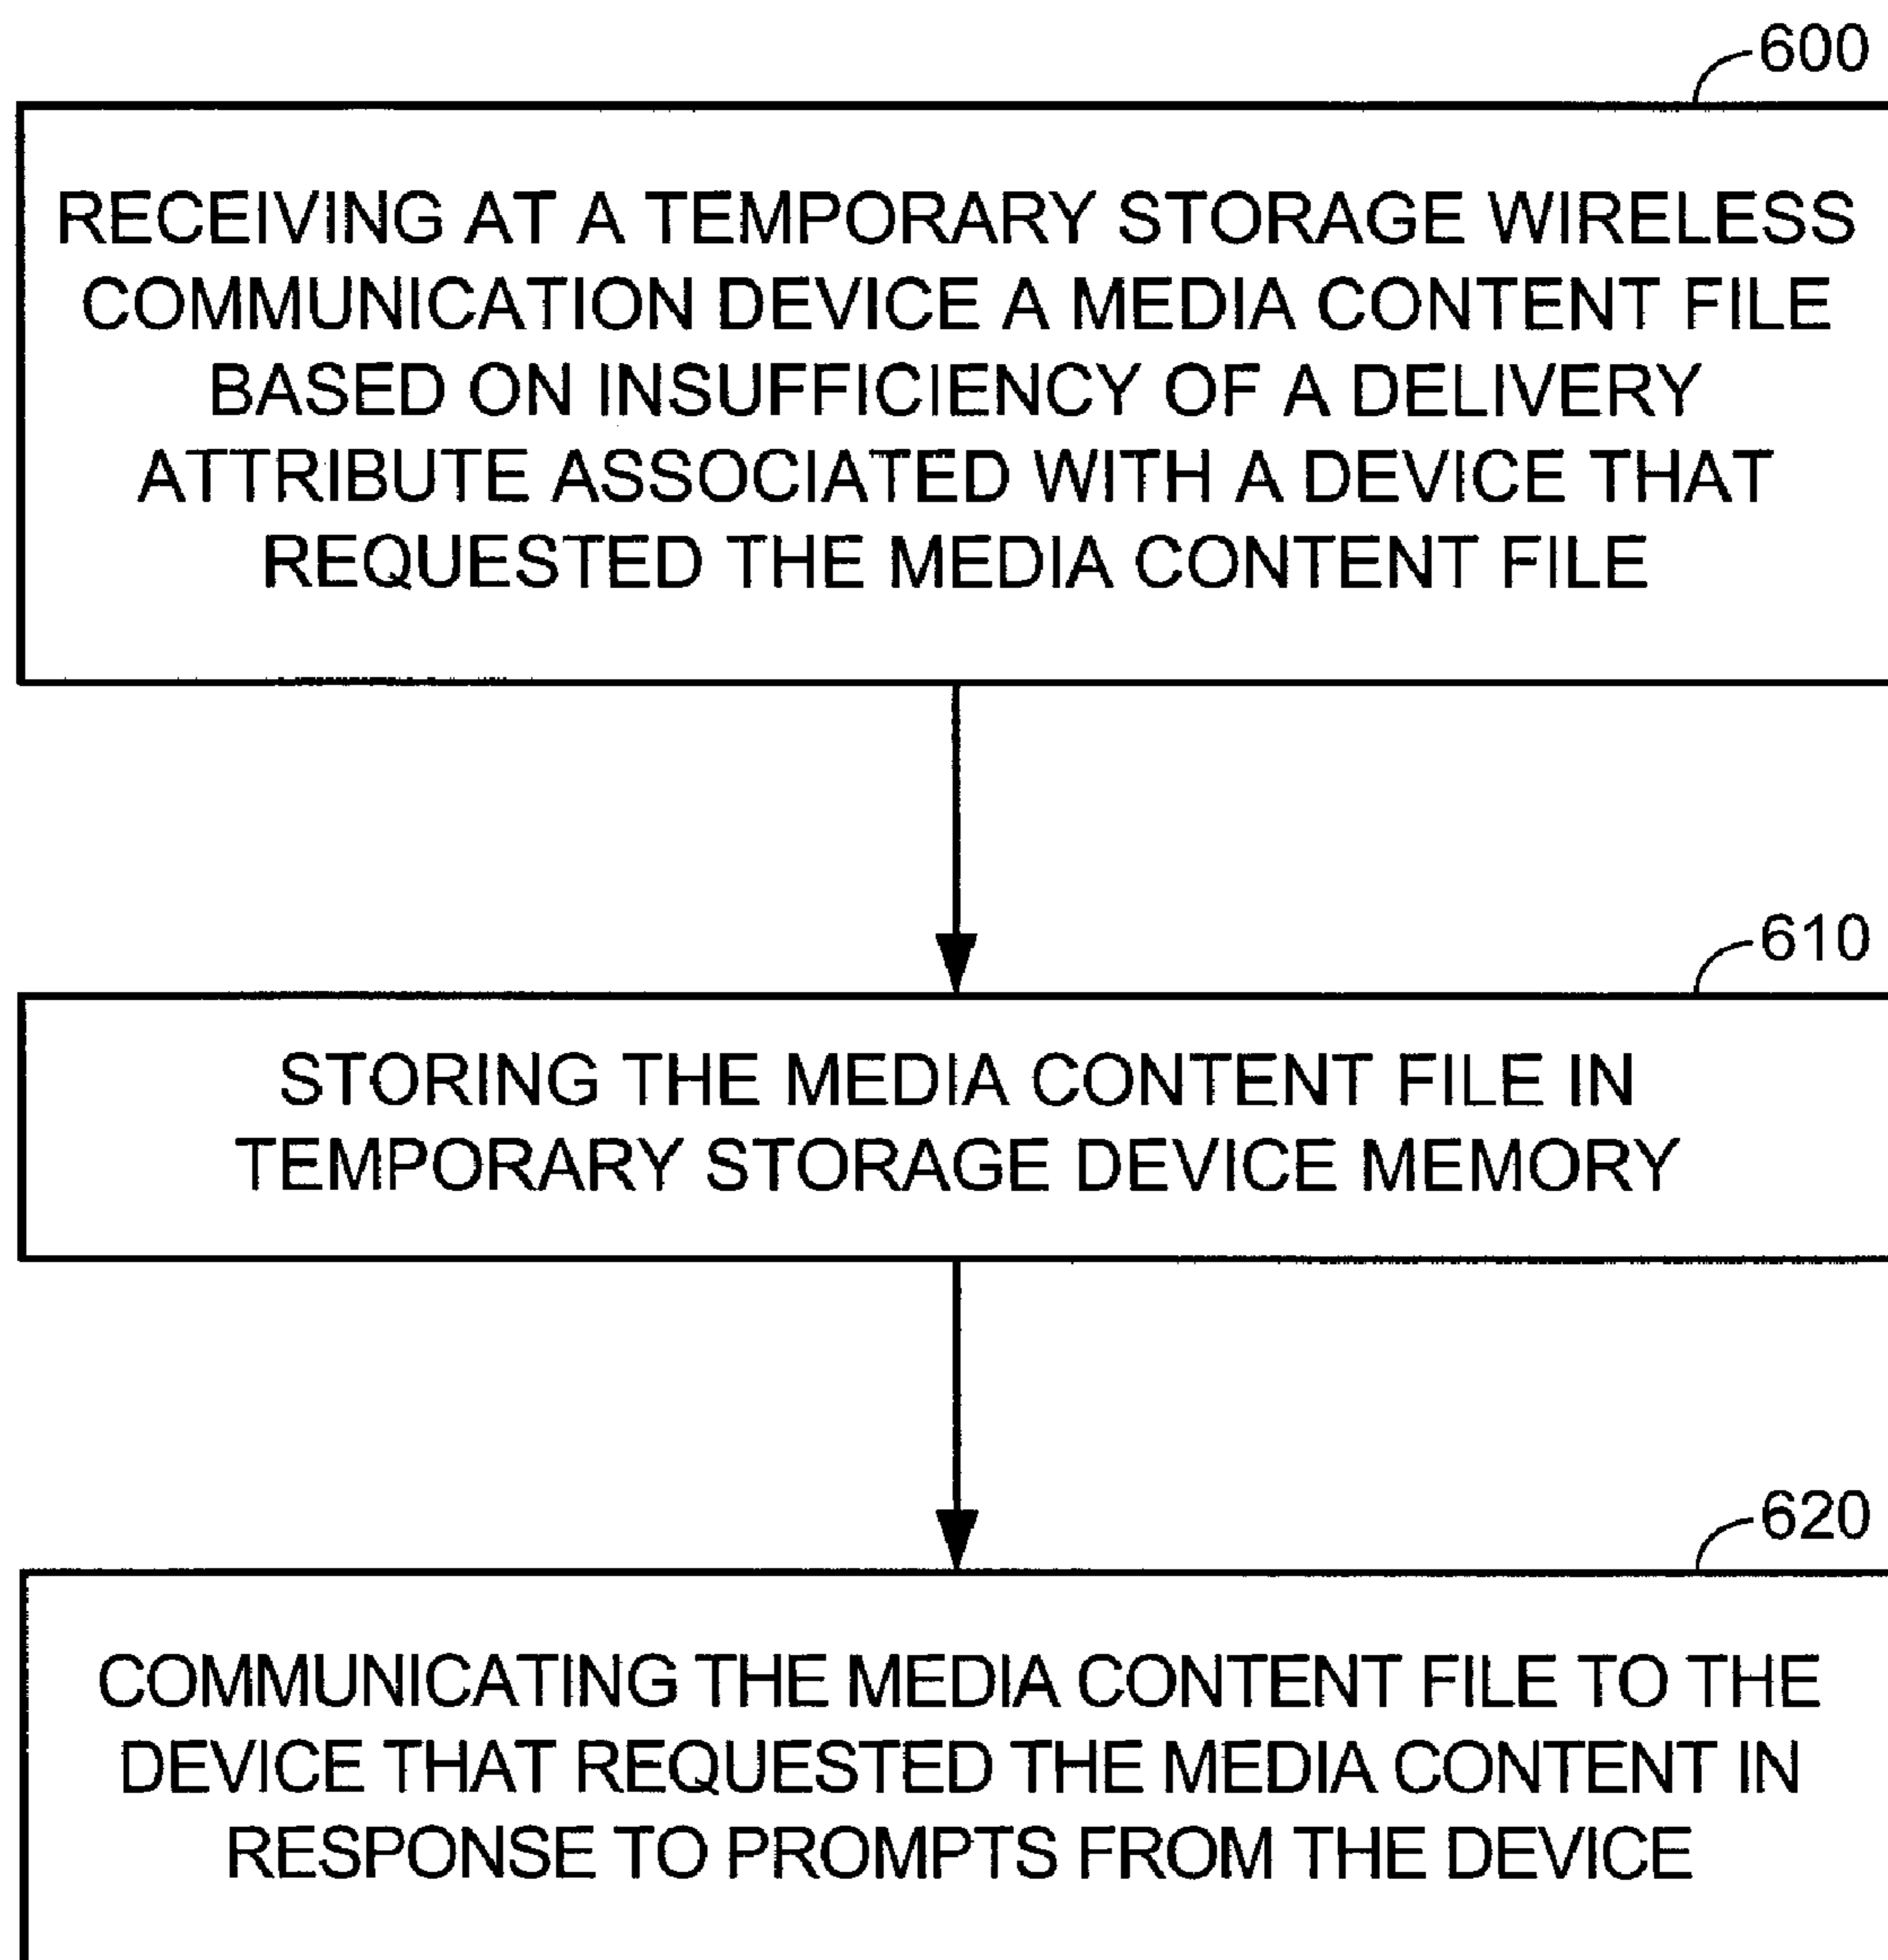 600
RECEIVING AT A TEMPORARY STORAGE WIRELESS
COMMUNICATION DEVICE A MEDIA CONTENT FILE
BASED ON INSUFFICIENCY OF A DELIVERY
ATTRIBUTE ASSOCIATED WITH A DEVICE THAT
REQUESTED THE MEDIA CONTENT FILE
610
STORING THE MEDIA CONTENT FILE IN
TEMPORARY STORAGE DEVICE MEMORY
620
COMMUNICATING THE MEDIA CONTENT FILE TO THE
DEVICE THAT REQUESTED THE MEDIA CONTENT IN
RESPONSE TO PROMPTS FROM THE DEVICE